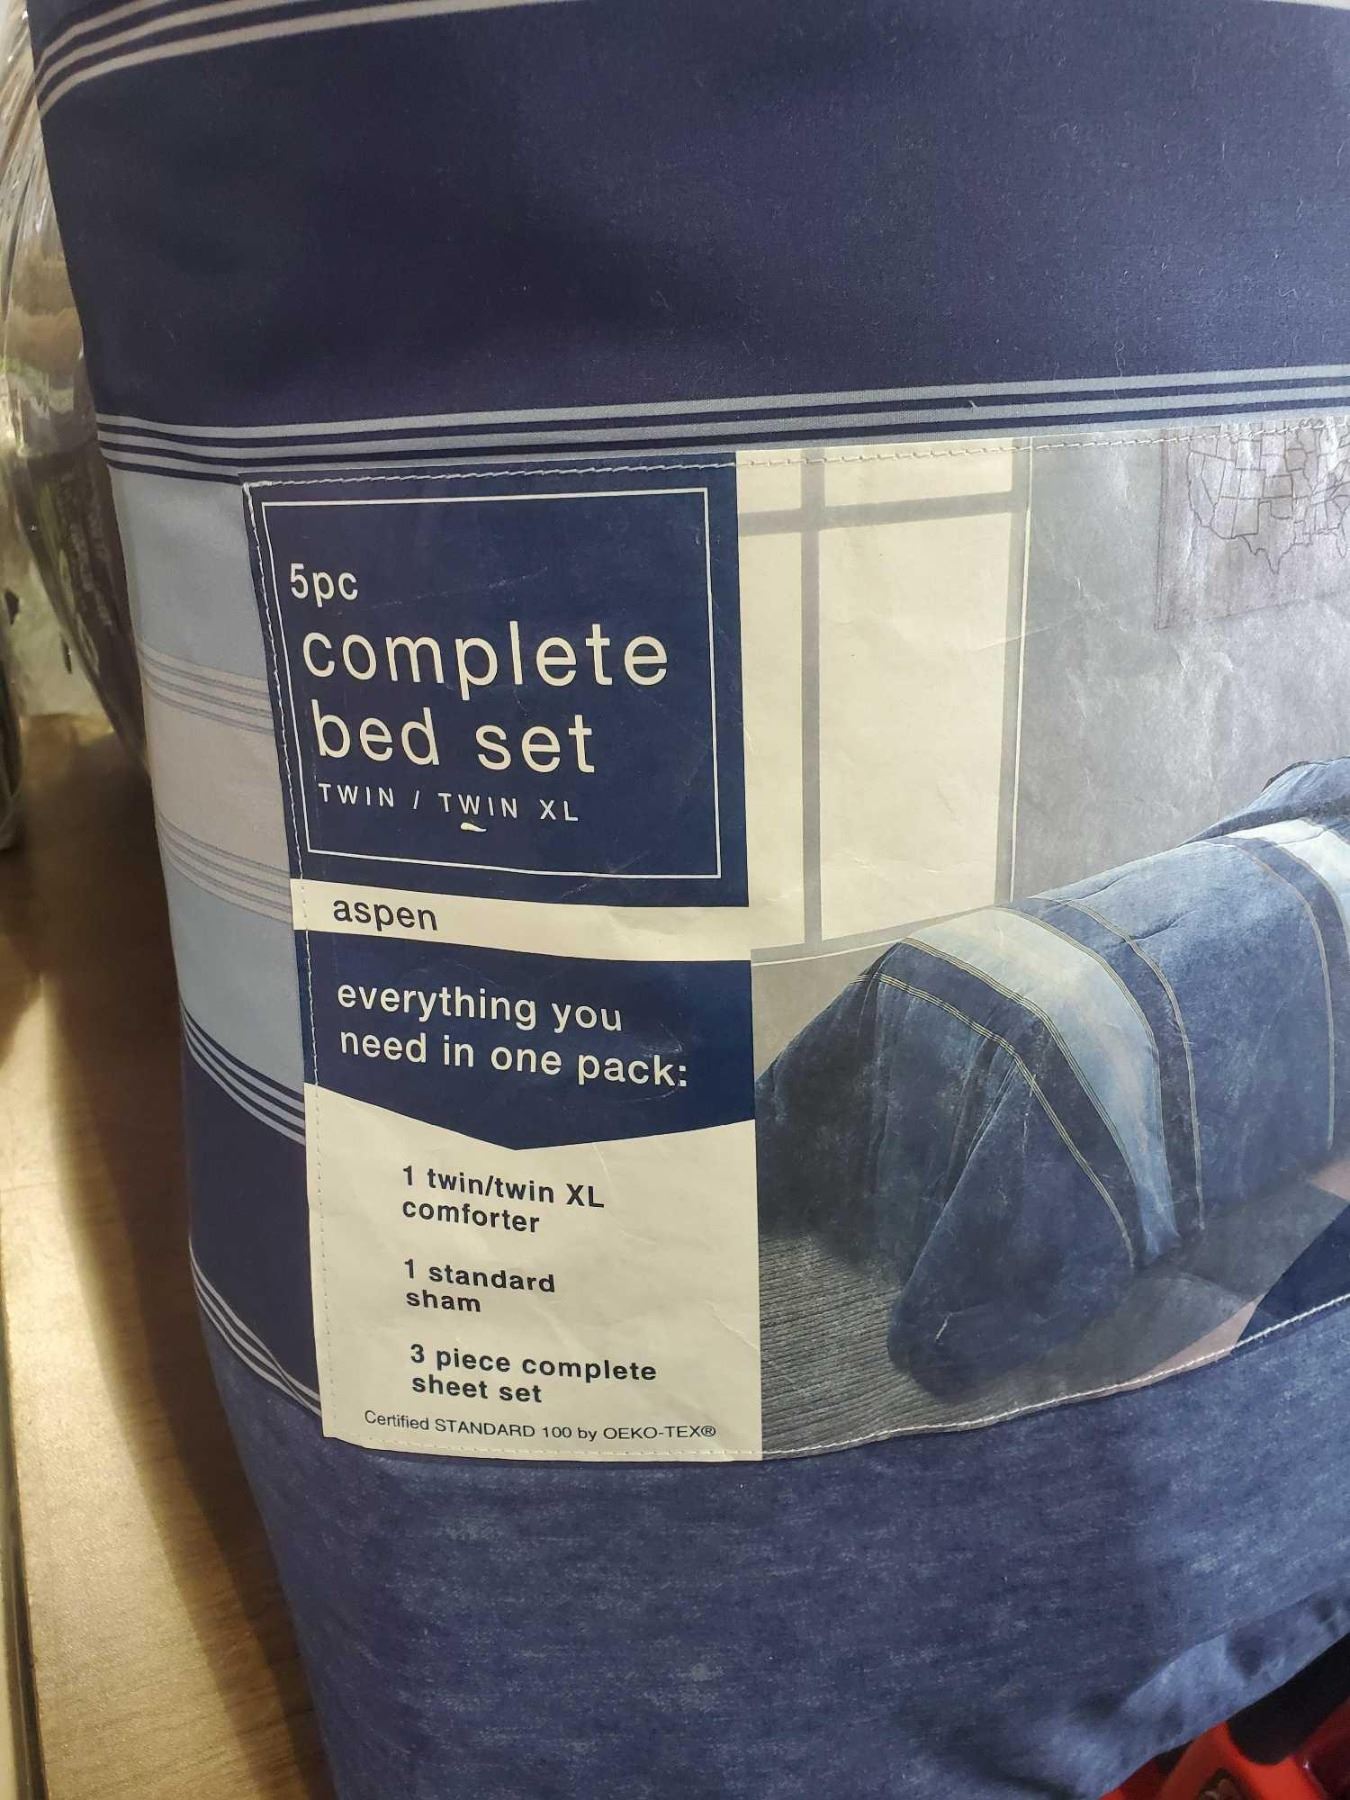 5pc
complete
bed set
TWIN / TWIN XL
aspen
everything you
need in one pack:
1 twin/twin XL
comforter
1 standard
sham
3 piece complete
sheet set
Certified STANDARD 100 by OEKO-TEX®